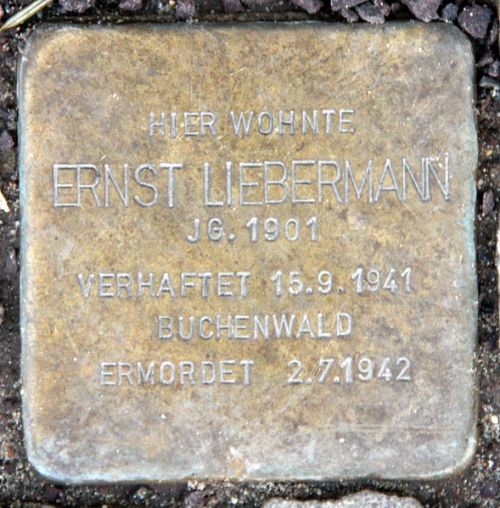 HIER WOHNTE
ERNST LIEBERMANN
JG. 1901
VERHAFTET 15.9.1941
BUCHENWALD
ERMORDET 2.7.1942